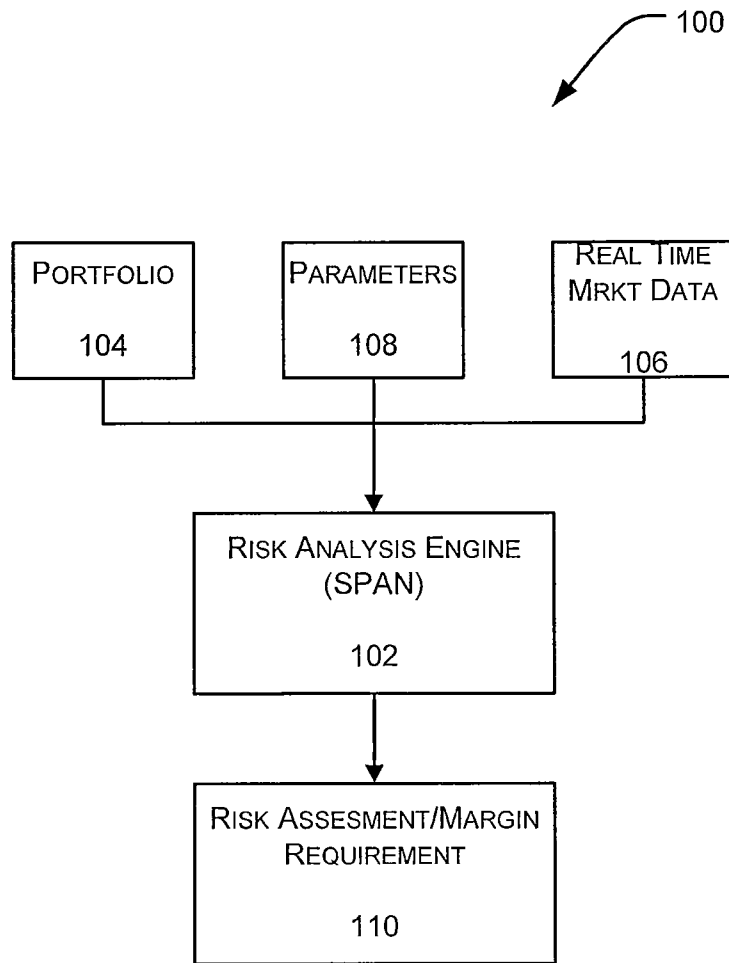 100
PORTFOLIO
104
PARAMETERS
108
REAL TIME
MRKT DATA
106
RISK ANALYSIS ENGINE
(SPAN)
102
RISK ASSESMENT/MARGIN
REQUIREMENT
110